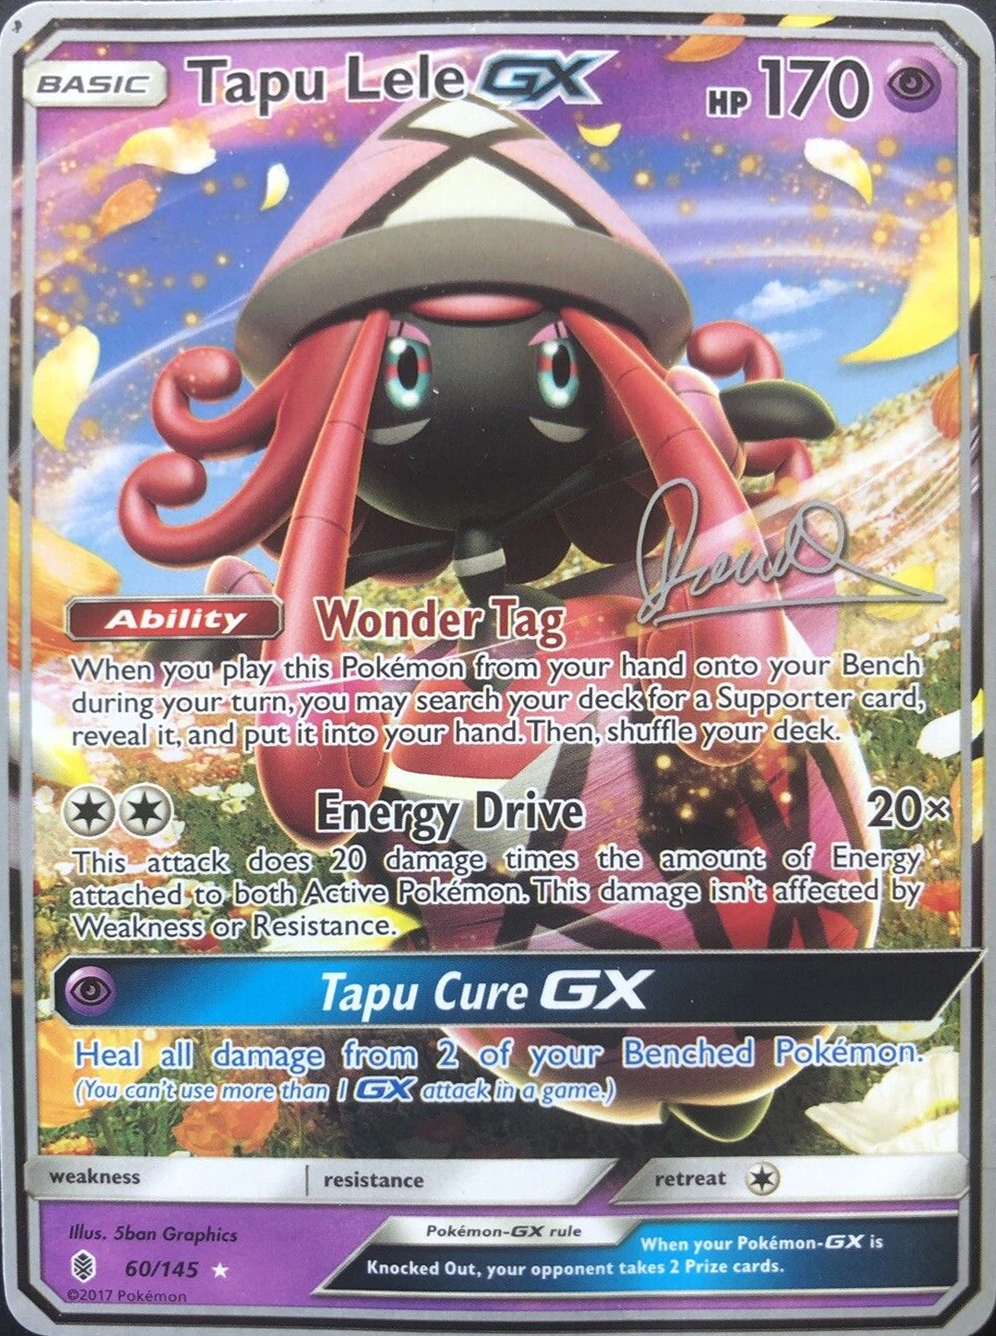 BASIC Tapu Lele GX HP 170
Ability Wonder Tag
When you play this Pokémon from your hand onto your Bench
during your turn, you may search your deck for a Supporter card,
reveal it, and put it into your hand. Then, shuffle your deck.
Energy Drive 20×
This attack does 20 damage times the amount of Energy
attached to both Active Pokémon. This damage isn't affected by
Weakness or Resistance.
Tapu Cure GX
Heal all damage from 2 of your Benched Pokémon.
(You can't use more than 1 GX attack in a game.)
weakness resistance retreat
Illus. 5ban Graphics
60/145
©2017 Pokémon
Pokémon-GX rule
When your Pokémon-GX is
Knocked Out, your opponent takes 2 Prize cards.